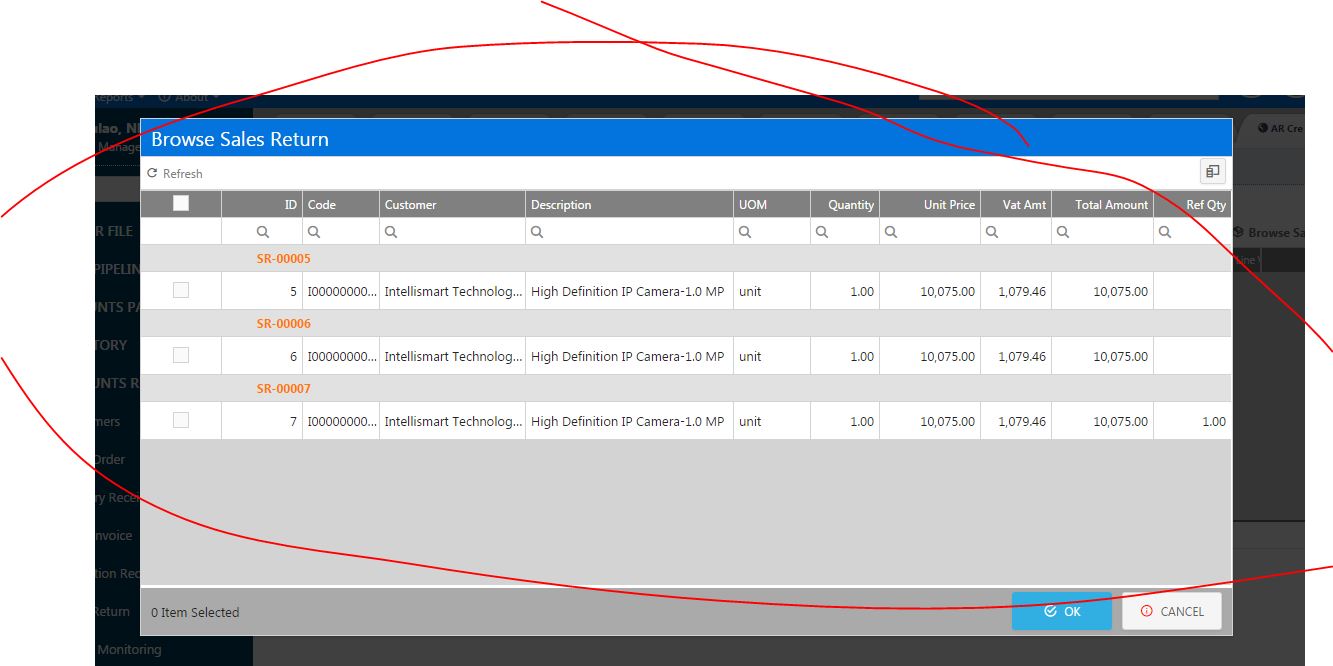 Reports About
AR Cre
Manage
Browse Sales Return
Refresh
ID Code Customer Description UOM Quantity Unit Price Vat Amt Total Amount Ref Qty
R FILE
Browse Sa
SR-00005
PIPELIN
Line
5 I00000000... Intellismart Technolog... High Definition IP Camera-1.0 MP unit 1.00 10,075.00 1,079.46 10,075.00
UNTS PA
SR-00006
TORY
6 I00000000... Intellismart Technolog... High Definition IP Camera-1.0 MP unit 1.00 10,075.00 1,079.46 10,075.00
UNTS R
SR-00007
mers
7 I00000000... Intellismart Technolog... High Definition IP Camera-1.0 MP unit 1.00 10,075.00 1,079.46 10,075.00 1.00
Order
ry Recei
nvoice
tion Rec
Return
0 Item Selected OK CANCEL
Monitoring